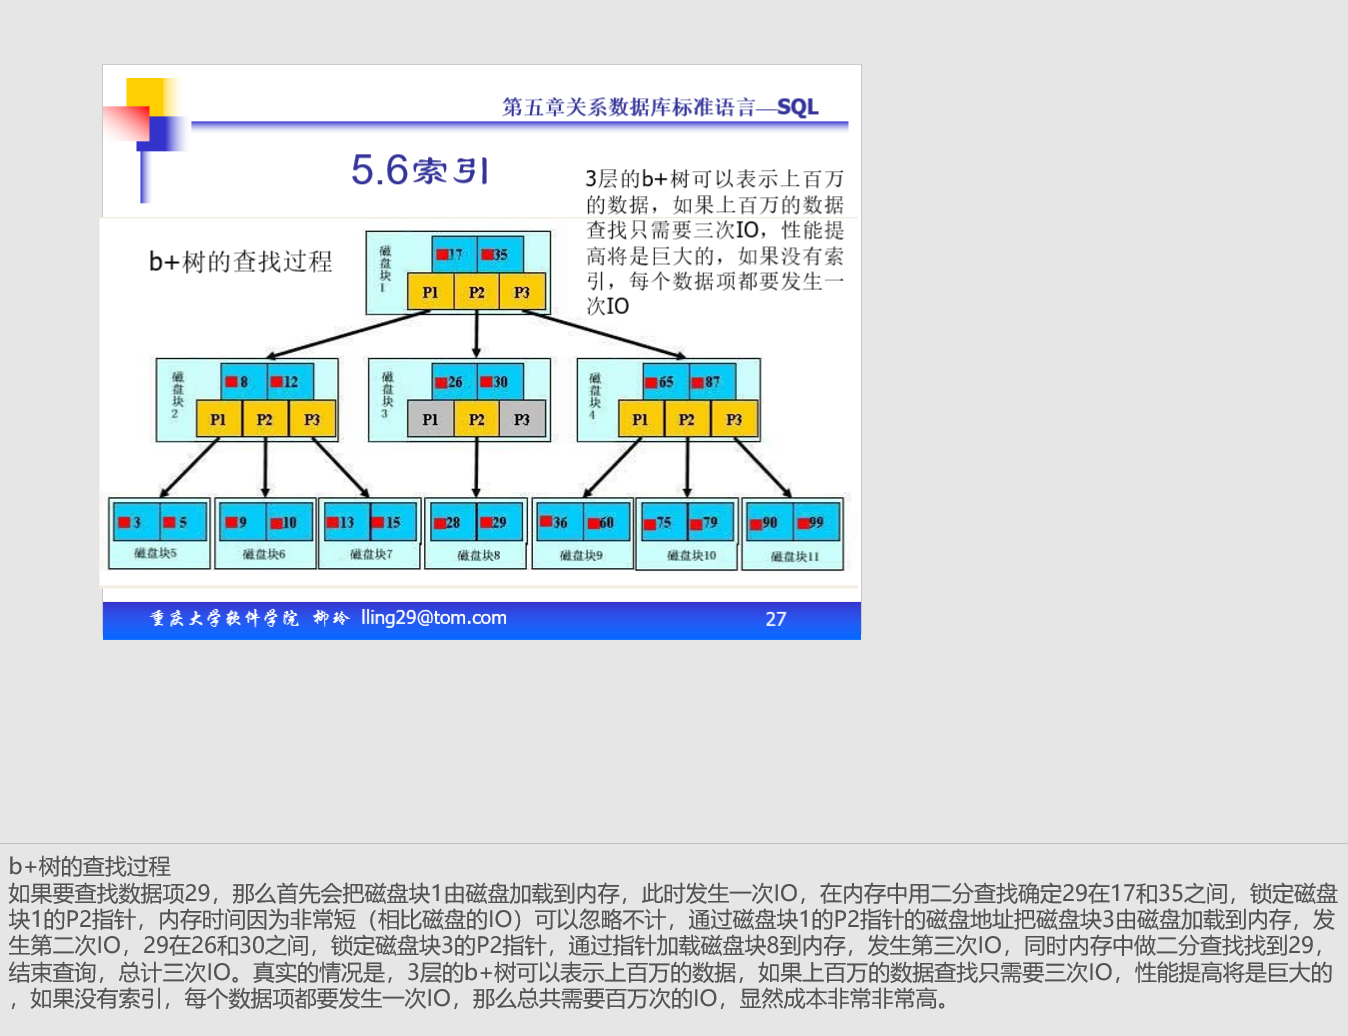 第五章关系数据库标准语言—SQL
5.6索引
3层的b+树可以表示上百万
的数据，如果上百万的数据
查找只需要三次IO，性能提
高将是巨大的，如果没有索
引，每个数据项都要发生一
次IO
b+树的查找过程
磁盘块1
17 35
P1 P2 P3
磁盘块2
8 12
P1 P2 P3
磁盘块3
26 30
P1 P2 P3
磁盘块4
65 87
P1 P2 P3
3 5
磁盘块5
9 10
磁盘块6
13 15
磁盘块7
28 29
磁盘块8
36 60
磁盘块9
75 79
磁盘块10
90 99
磁盘块11
重庆大学软件学院 柳玲 lling29@tom.com
27
b+树的查找过程
如果要查找数据项29，那么首先会把磁盘块1由磁盘加载到内存，此时发生一次IO，在内存中用二分查找确定29在17和35之间，锁定磁盘
块1的P2指针，内存时间因为非常短（相比磁盘的IO）可以忽略不计，通过磁盘块1的P2指针的磁盘地址把磁盘块3由磁盘加载到内存，发
生第二次IO，29在26和30之间，锁定磁盘块3的P2指针，通过指针加载磁盘块8到内存，发生第三次IO，同时内存中做二分查找找到29，
结束查询，总计三次IO。真实的情况是，3层的b+树可以表示上百万的数据，如果上百万的数据查找只需要三次IO，性能提高将是巨大的
，如果没有索引，每个数据项都要发生一次IO，那么总共需要百万次的IO，显然成本非常非常高。